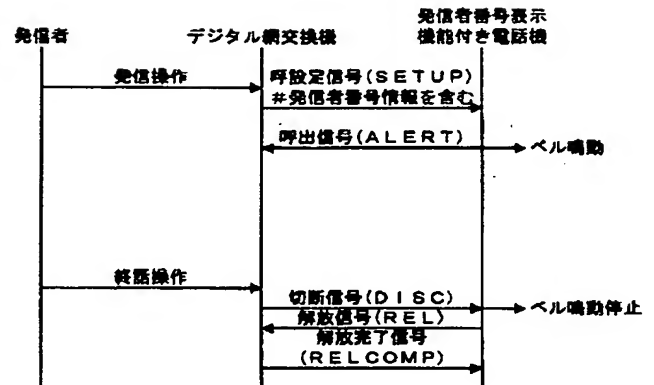 発信者
デジタル網交換機
発信者番号表示
機能付き電話機
発信操作
呼設定信号(SETUP)
#発信者番号情報を含む
呼出信号(ALERT)
ベル鳴動
終話操作
切断信号(DISC)
ベル鳴動停止
解放信号(REL)
解放完了信号
(RELCOMP)